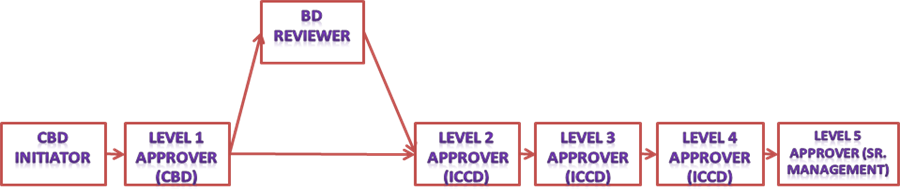 BD
REVIEWER
CBD
INITIATOR
LEVEL 1
APPROVER
(CBD)
LEVEL 2
APPROVER
(ICCD)
LEVEL 3
APPROVER
(ICCD)
LEVEL 4
APPROVER
(ICCD)
LEVEL 5
APPROVER (SR.
MANAGEMENT)